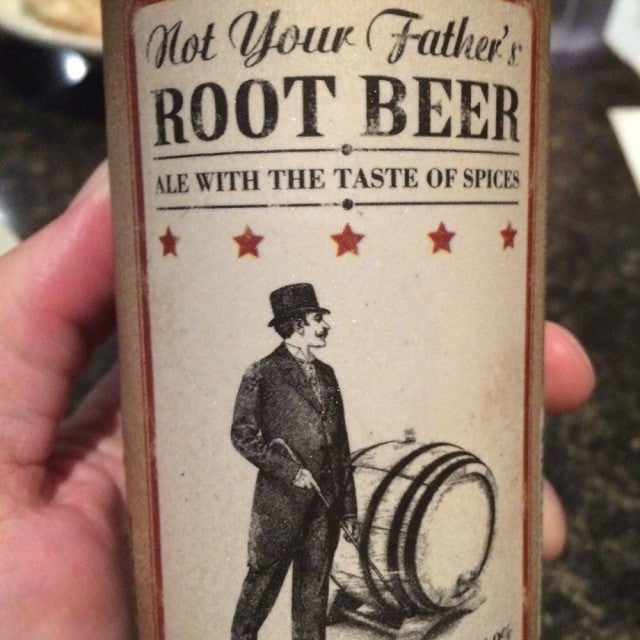 Not Your Father's
ROOT BEER
ALE WITH THE TASTE OF SPICES